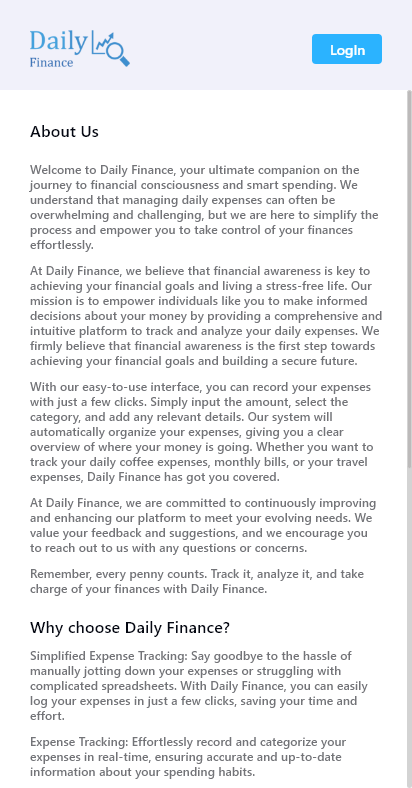 Daily
Finance
LogIn
About Us
Welcome to Daily Finance, your ultimate companion on the
journey to financial consciousness and smart spending. We
understand that managing daily expenses can often be
overwhelming and challenging, but we are here to simplify the
process and empower you to take control of your finances
effortlessly.
At Daily Finance, we believe that financial awareness is key to
achieving your financial goals and living a stress-free life. Our
mission is to empower individuals like you to make informed
decisions about your money by providing a comprehensive and
intuitive platform to track and analyze your daily expenses. We
firmly believe that financial awareness is the first step towards
achieving your financial goals and building a secure future.
With our easy-to-use interface, you can record your expenses
with just a few clicks. Simply input the amount, select the
category, and add any relevant details. Our system will
automatically organize your expenses, giving you a clear
overview of where your money is going. Whether you want to
track your daily coffee expenses, monthly bills, or your travel
expenses, Daily Finance has got you covered.
At Daily Finance, we are committed to continuously improving
and enhancing our platform to meet your evolving needs. We
value your feedback and suggestions, and we encourage you
to reach out to us with any questions or concerns.
Remember, every penny counts. Track it, analyze it, and take
charge of your finances with Daily Finance.
Why choose Daily Finance?
Simplified Expense Tracking: Say goodbye to the hassle of
manually jotting down your expenses or struggling with
complicated spreadsheets. With Daily Finance, you can easily
log your expenses in just a few clicks, saving your time and
effort.
Expense Tracking: Effortlessly record and categorize your
expenses in real-time, ensuring accurate and up-to-date
information about your spending habits.